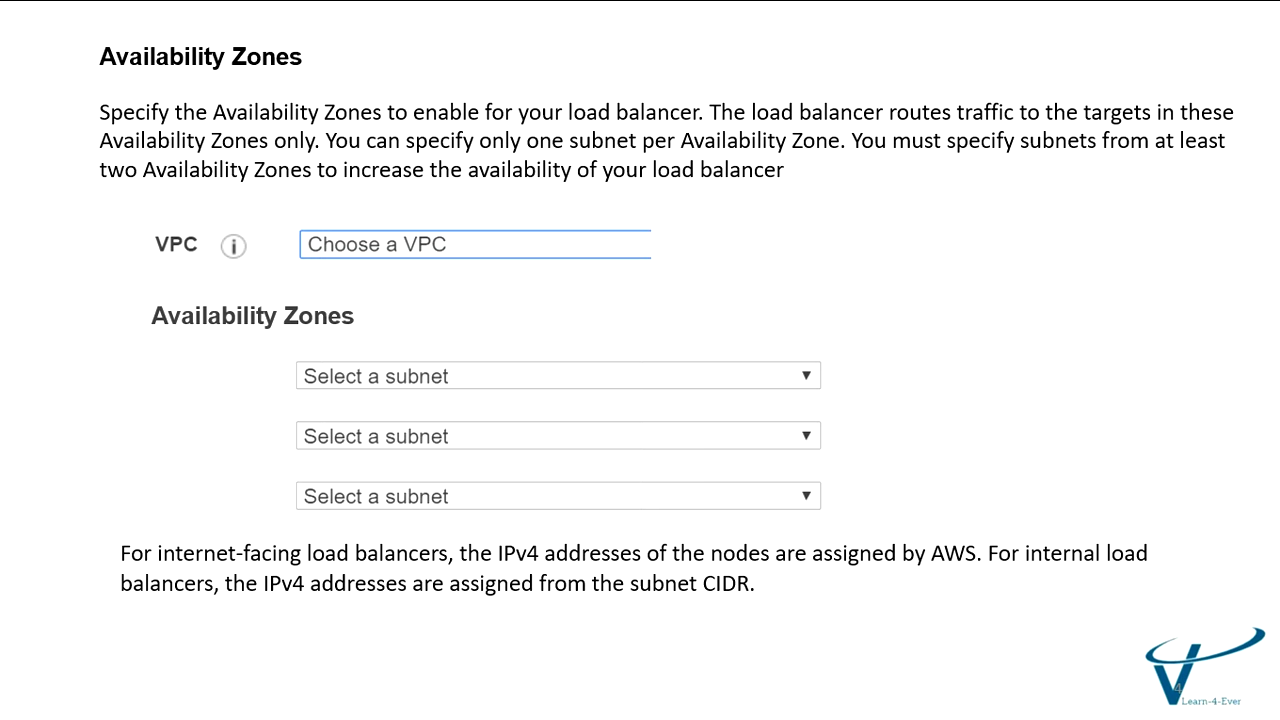 Availability Zones
Specify the Availability Zones to enable for your load balancer. The load balancer routes traffic to the targets in these
Availability Zones only. You can specify only one subnet per Availability Zone. You must specify subnets from at least
two Availability Zones to increase the availability of your load balancer
VPC i Choose a VPC
Availability Zones
Select a subnet
Select a subnet
Select a subnet
For internet-facing load balancers, the IPv4 addresses of the nodes are assigned by AWS. For internal load
balancers, the IPv4 addresses are assigned from the subnet CIDR.
4
V Learn-4-Ever